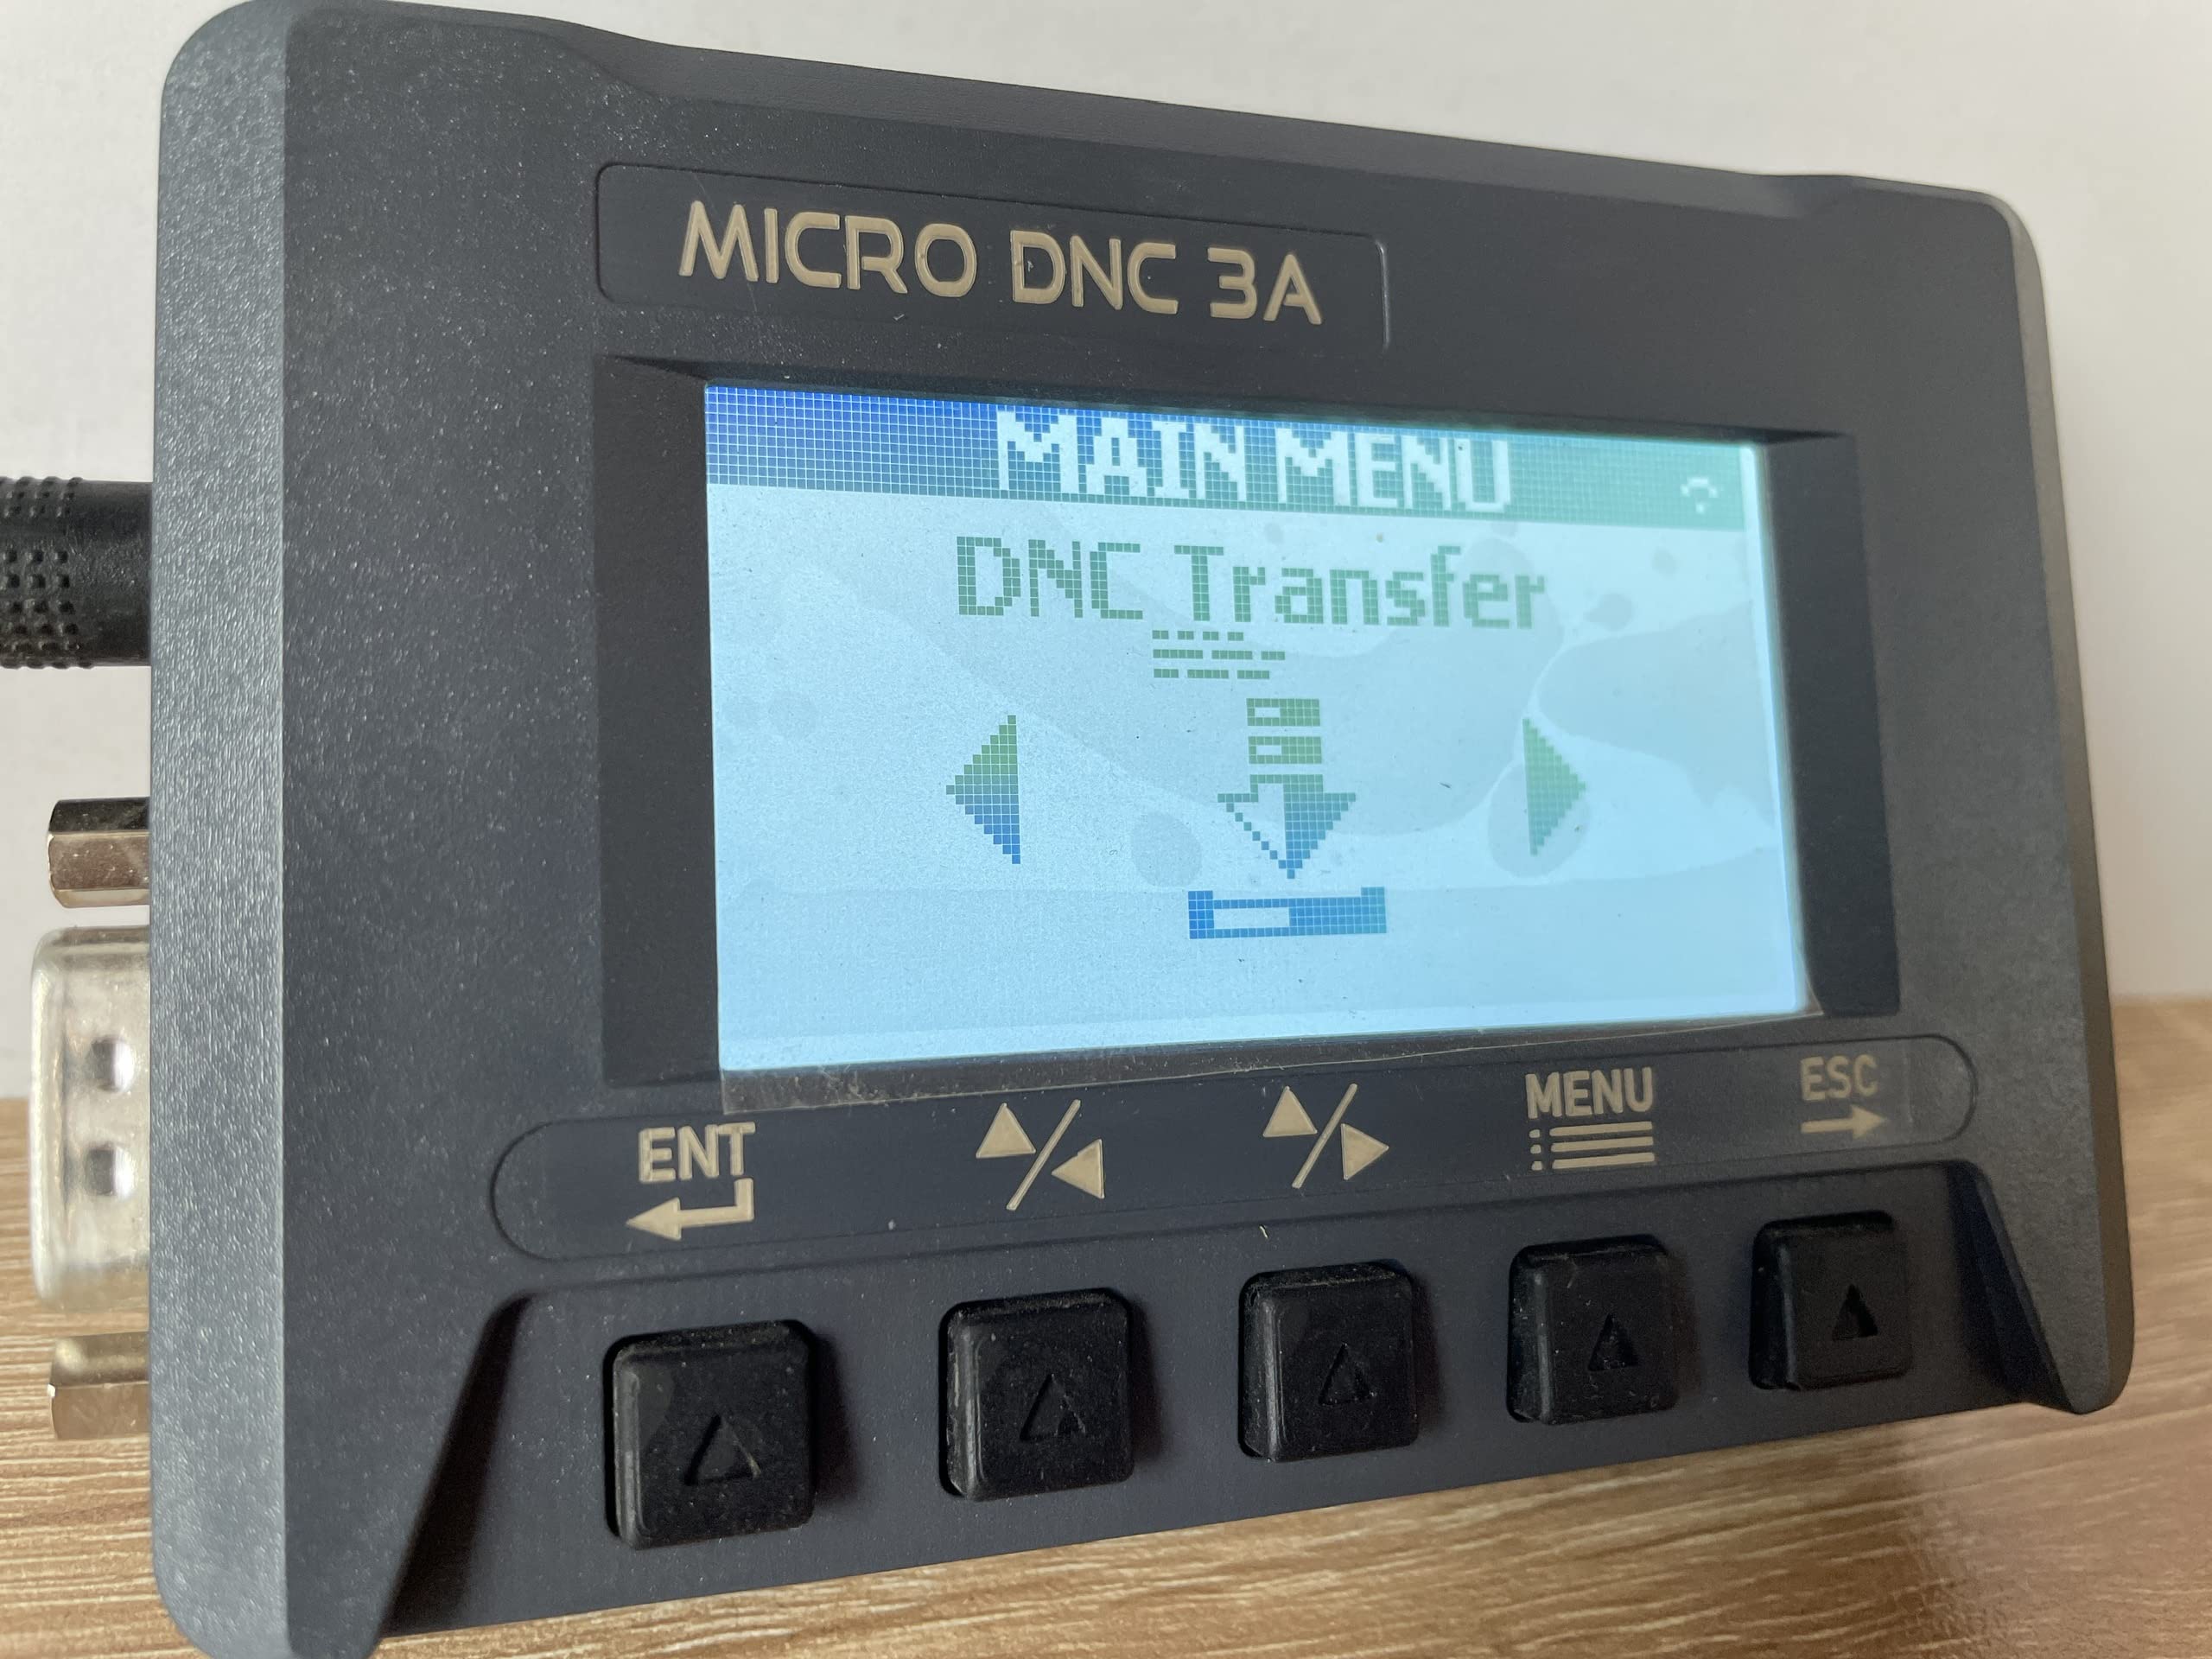 MICRO DNC 3A
MAIN MENU
DNC Transfer
ENT
MENU
ESC